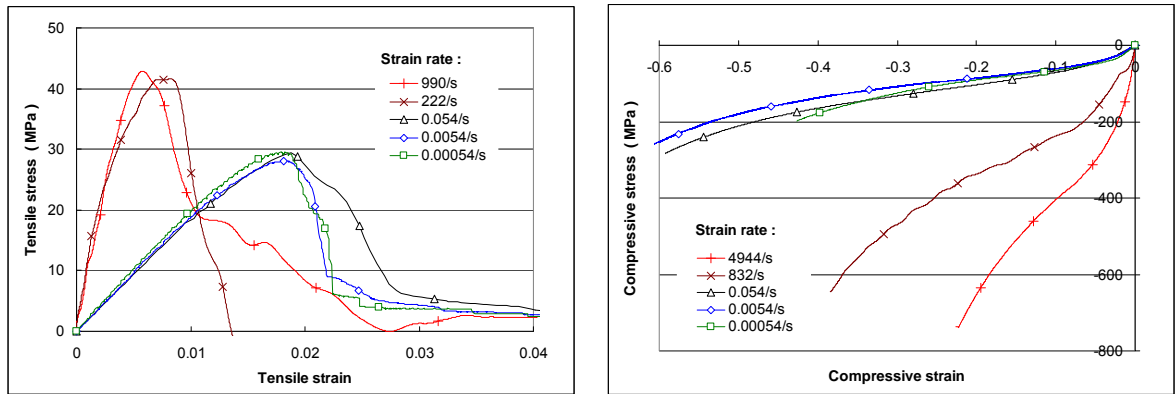 50
40
30
20
10
0
Tensile stress ( MPa)
Strain rate :
990/s
222/s
0.054/s
0.0054/s
0.00054/s
0 0.01 0.02 0.03 0.04
Tensile strain
-0.6 -0.5 -0.4 -0.3 -0.2 -0.1 0
0
-200
-400
-600
-800
Compressive stress ( MPa)
Strain rate :
4944/s
832/s
0.054/s
0.0054/s
0.00054/s
Compressive strain